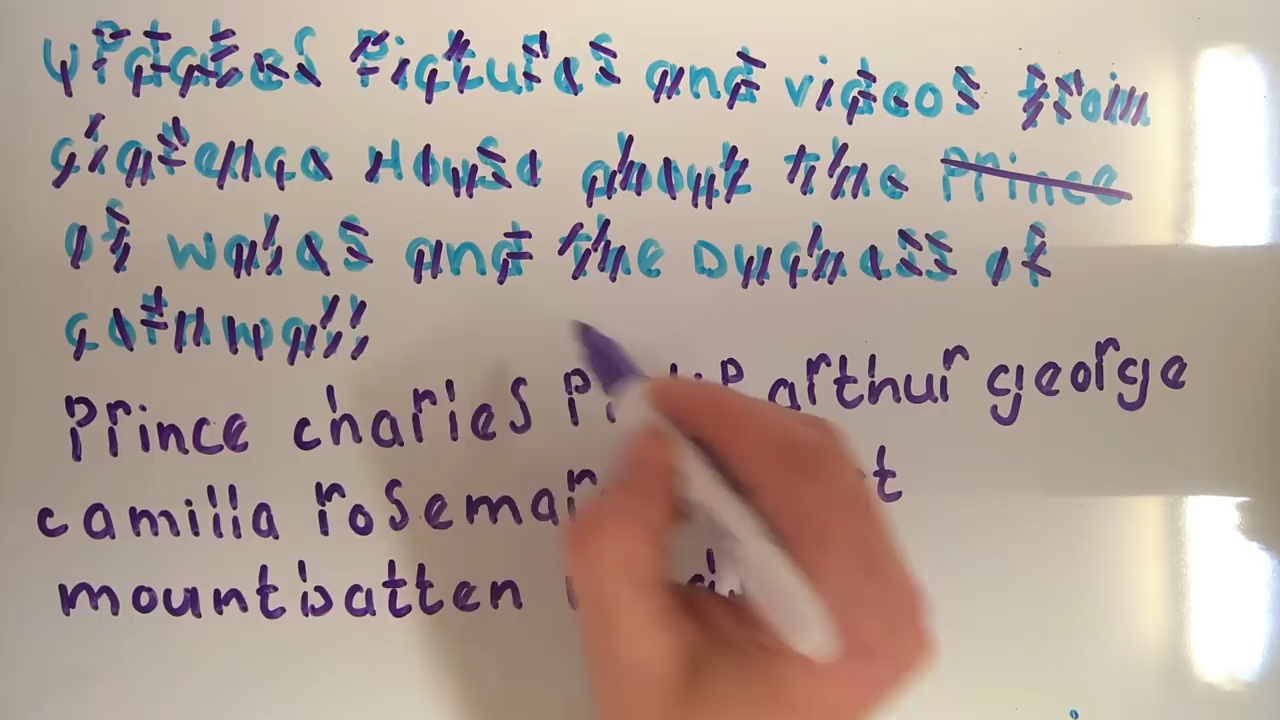 updates pictures and videos from
clarence House about the Prince
of wales and the Duchess of
cornwall
Prince charles arthur george
camilla
mountbatten